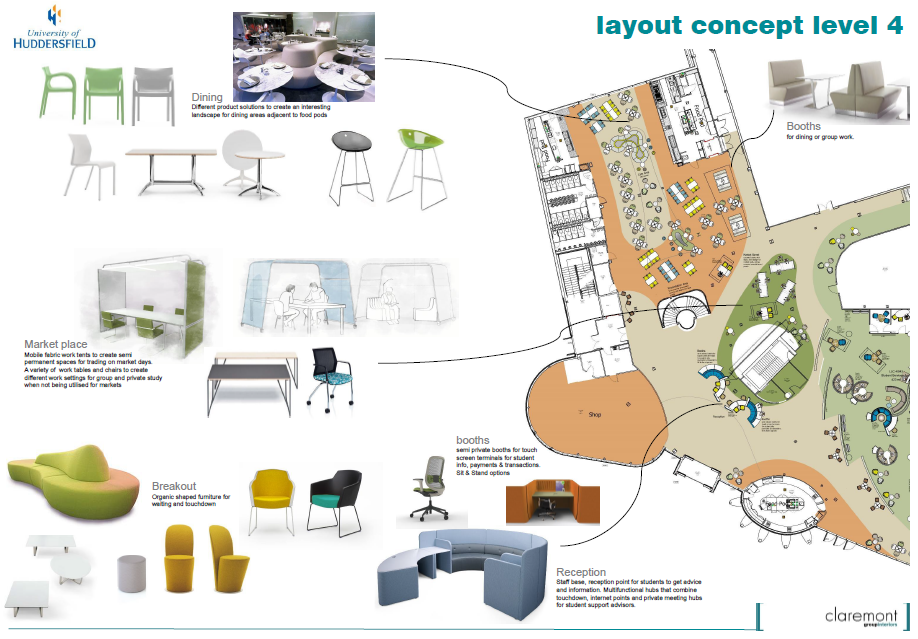 University of
HUDDERSFIELD
layout concept level 4
Dining
Different product solutions to create an interesting
landscape for dining areas adjacent to food pods
Booths
for dining or group work.
Market place
Mobile fabric work tents to create semi
permanent spaces for trading on market days.
A variety of work tables and chairs to create
different work settings for group and private study
when not being utilised for markets
Shop
booths
semi private booths for touch
screen terminals for student
info, payments & transactions.
Sit & Stand options
Breakout
Organic shaped furniture for
waiting and touchdown
Reception
Staff base, reception point for students to get advice
and information. Multifunctional hubs that combine
touchdown, internet points and private meeting hubs
for student support advisors.
claremont
groupinteriors